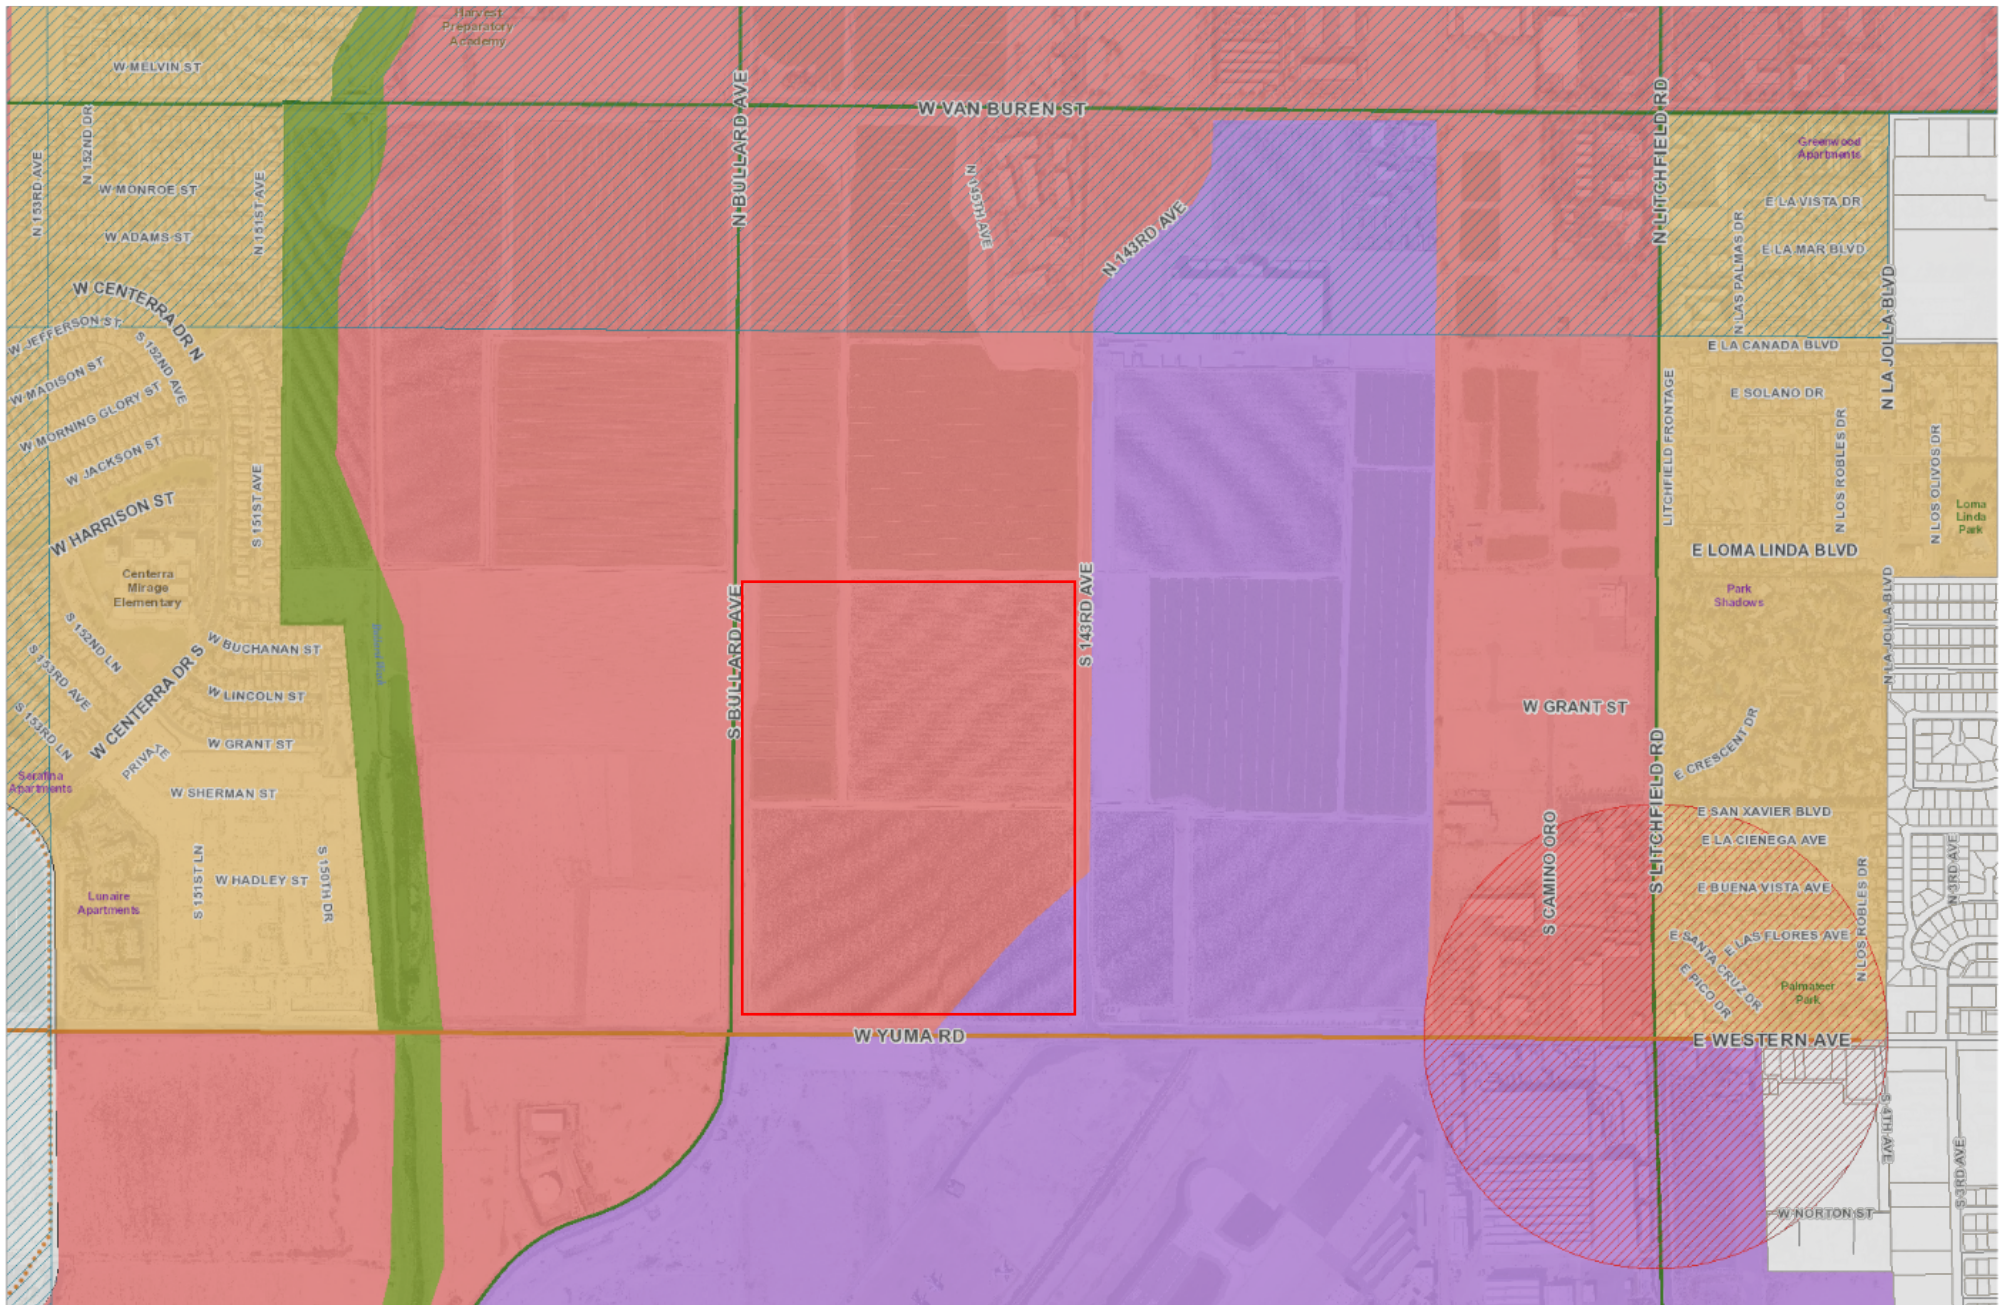 Harvest
Preparatory
Academy
W MELVIN ST
N BULLARD AVE
W VAN BUREN ST
N LITCHFIELD RD
N 152ND DR
N 153RD AVE
W MONROE ST
N 151ST AVE
W ADAMS ST
N 145TH AVE
N 143RD AVE
Greenwood
Apartments
E LA VISTA DR
N LAS PALMAS DR
E LA MAR BLVD
W CENTERRA DR N
W JEFFERSON ST
S 152ND AVE
N LA JOLLA BLVD
E LA CANADA BLVD
W MADISON ST
E SOLANO DR
W MORNING GLORY ST
LITCHFIELD FRONTAGE
N LOS ROBLES DR
N LOS OLIVOS DR
W JACKSON ST
S 151ST AVE
W HARRISON ST
Loma
Linda
Park
E LOMA LINDA BLVD
Centerra
Mirage
Elementary
Park
Shadows
S BULLARD AVE
S 143RD AVE
N LA JOLLA BLVD
S 152ND LN
W BUCHANAN ST
S 153RD AVE
W CENTERRA DR S
W LINCOLN ST
W GRANT ST
S 153RD LN
W GRANT ST
PRIVATE
E CRESCENT DR
Serafina
Apartments
W SHERMAN ST
S LITCHFIELD RD
E SAN XAVIER BLVD
S CAMINO ORO
E LA CIENEGA AVE
N 3RD AVE
S 151ST LN
W HADLEY ST
S 150TH DR
E BUENA VISTA AVE
Lunaire
Apartments
N LOS ROBLES DR
E LAS FLORES AVE
E SANTA CRUZ DR
E PICO DR
Palmateer
Park
W YUMA RD
E WESTERN AVE
S 4TH AVE
S 3RD AVE
W NORTON ST